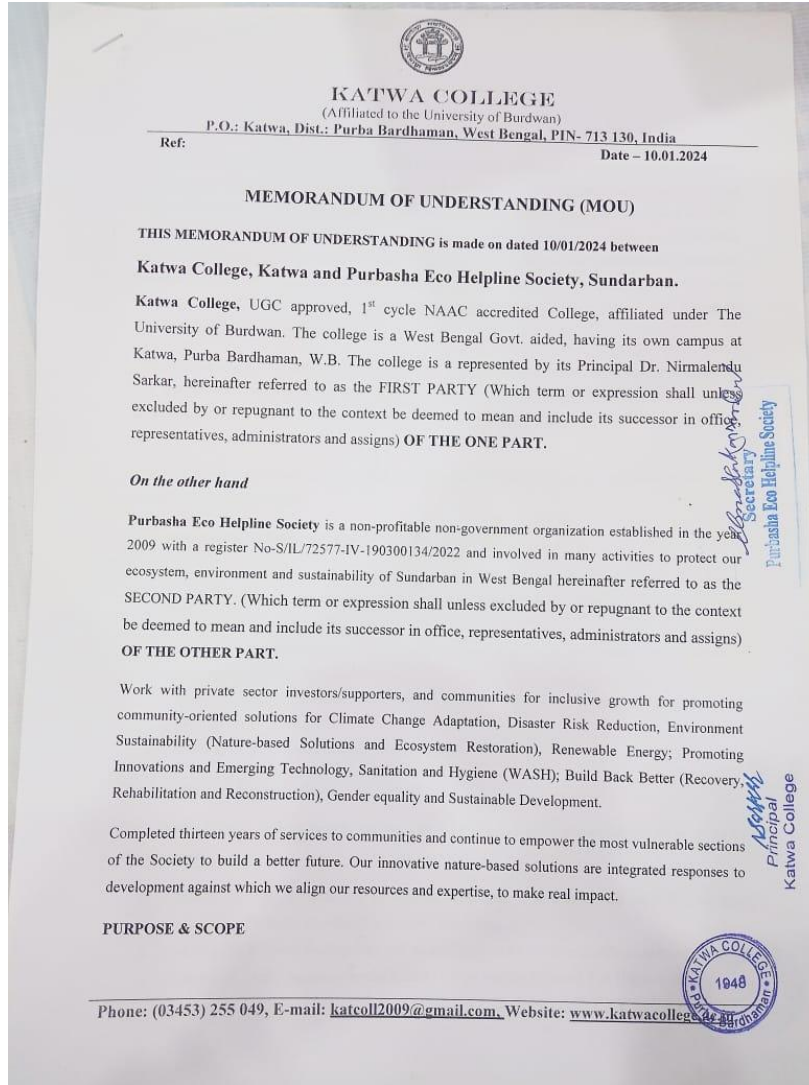 KATWA COLLEGE
(Affiliated to the University of Burdwan)
P.O.: Katwa, Dist.: Purba Bardhaman, West Bengal, PIN- 713 130, India
Ref:
Date – 10.01.2024
MEMORANDUM OF UNDERSTANDING (MOU)
THIS MEMORANDUM OF UNDERSTANDING is made on dated 10/01/2024 between
Katwa College, Katwa and Purbasha Eco Helpline Society, Sundarban.
Katwa College, UGC approved, 1st cycle NAAC accredited College, affiliated under The
University of Burdwan. The college is a West Bengal Govt. aided, having its own campus at
Katwa, Purba Bardhaman, W.B. The college is a represented by its Principal Dr. Nirmalendu
Sarkar, hereinafter referred to as the FIRST PARTY (Which term or expression shall unless
excluded by or repugnant to the context be deemed to mean and include its successor in office,
representatives, administrators and assigns) OF THE ONE PART.
On the other hand
Purbasha Eco Helpline Society is a non-profitable non-government organization established in the year
2009 with a register No-S/IL/72577-IV-190300134/2022 and involved in many activities to protect our
ecosystem, environment and sustainability of Sundarban in West Bengal hereinafter referred to as the
SECOND PARTY. (Which term or expression shall unless excluded by or repugnant to the context
be deemed to mean and include its successor in office, representatives, administrators and assigns)
OF THE OTHER PART.
Work with private sector investors/supporters, and communities for inclusive growth for promoting
community-oriented solutions for Climate Change Adaptation, Disaster Risk Reduction, Environment
Sustainability (Nature-based Solutions and Ecosystem Restoration), Renewable Energy; Promoting
Innovations and Emerging Technology, Sanitation and Hygiene (WASH); Build Back Better (Recovery,
Rehabilitation and Reconstruction), Gender equality and Sustainable Development.
Completed thirteen years of services to communities and continue to empower the most vulnerable sections
of the Society to build a better future. Our innovative nature-based solutions are integrated responses to
development against which we align our resources and expertise, to make real impact.
PURPOSE & SCOPE
Secretary
Purbasha Eco Helpline Society
Principal
Katwa College
KATWA COLLEGE
1948
Purba Bardhaman
Phone: (03453) 255 049, E-mail: katcoll2009@gmail.com, Website: www.katwacollege.ac.in